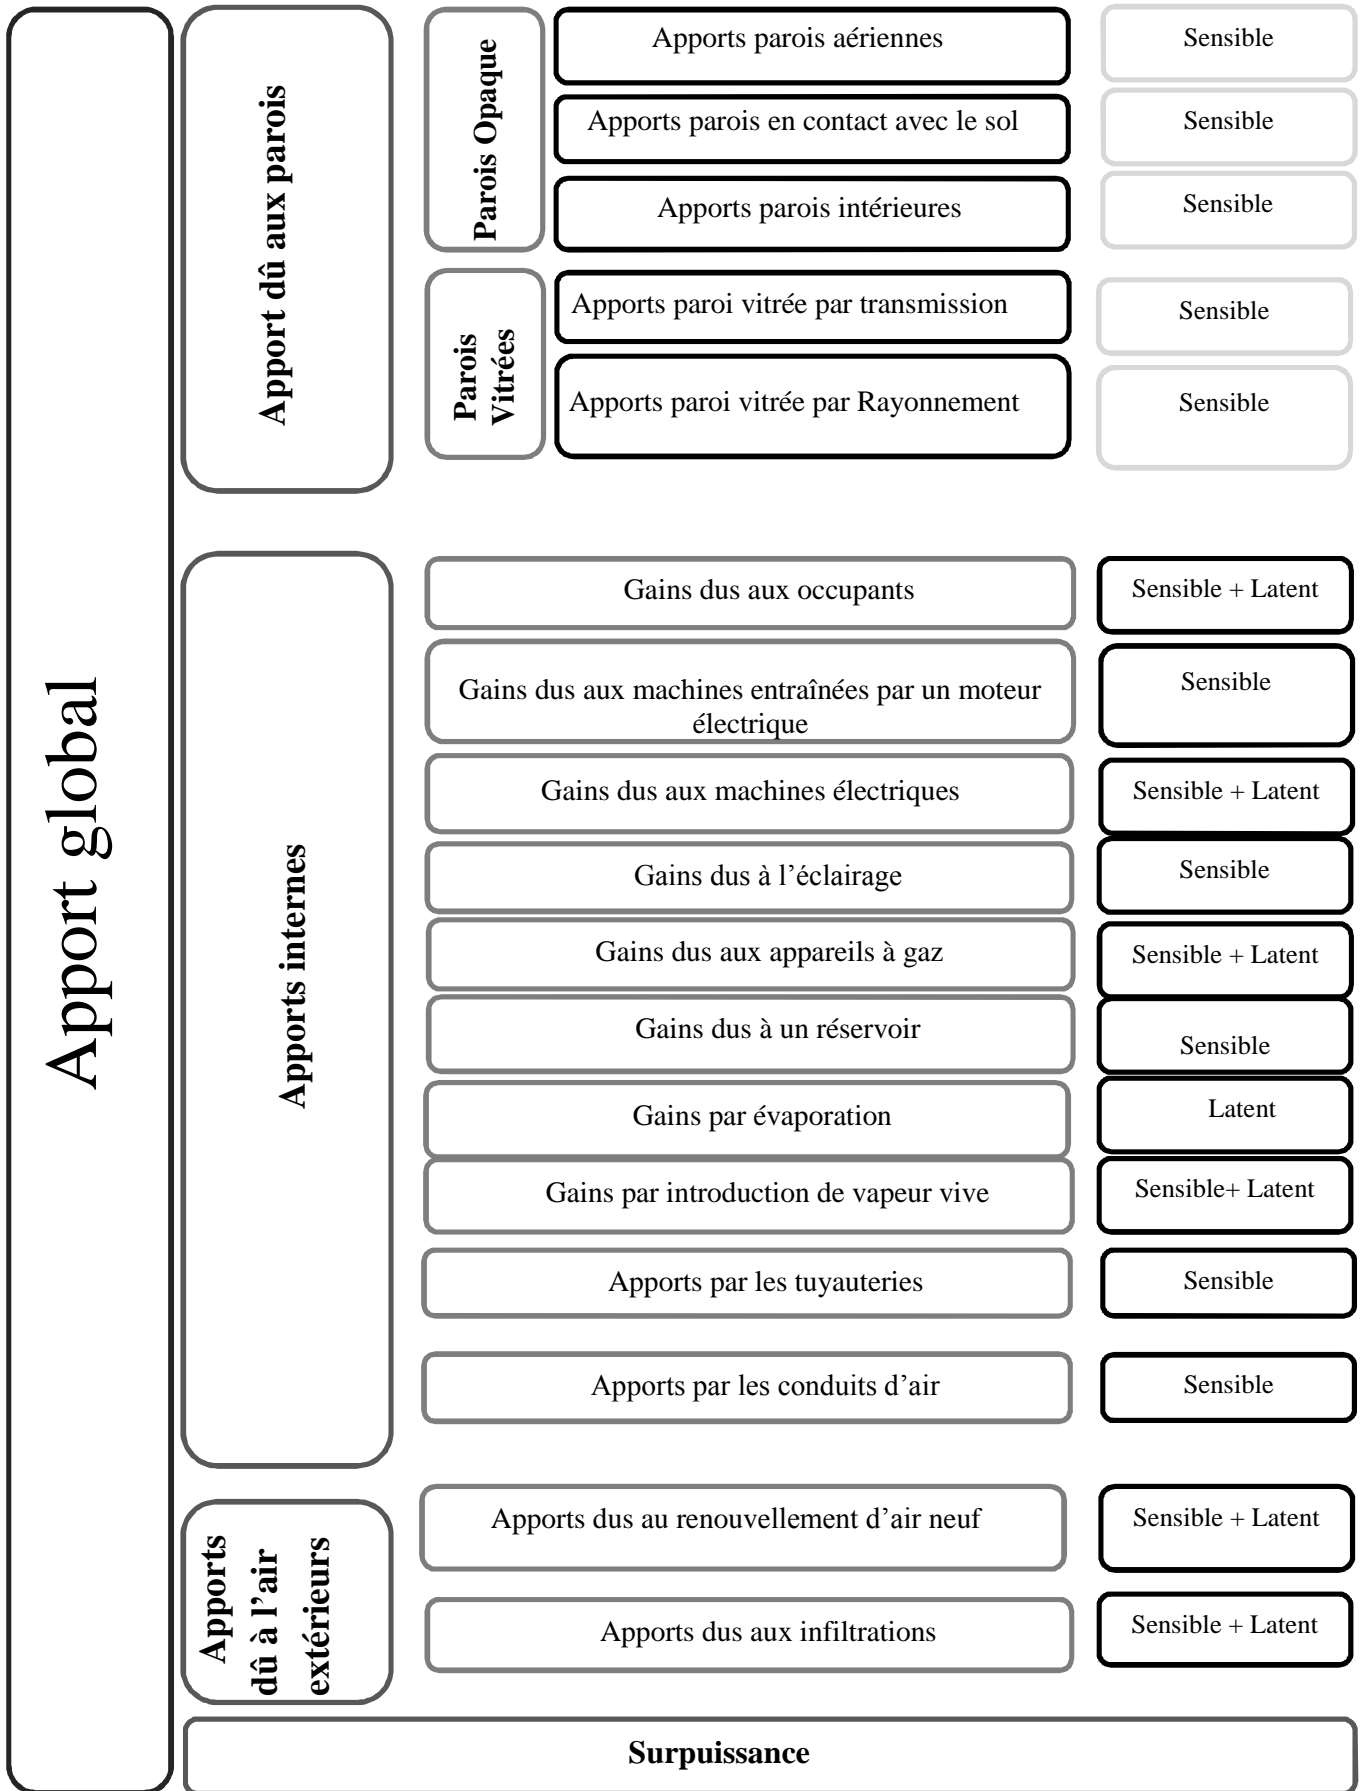 Apport global
Apport dû aux parois
Parois Opaque
Apports parois aériennes
Sensible
Apports parois en contact avec le sol
Sensible
Apports parois intérieures
Sensible
Parois
Vitrées
Apports paroi vitrée par transmission
Sensible
Apports paroi vitrée par Rayonnement
Sensible
Apports internes
Gains dus aux occupants
Sensible + Latent
Gains dus aux machines entraînées par un moteur
électrique
Sensible
Gains dus aux machines électriques
Sensible + Latent
Gains dus à l’éclairage
Sensible
Gains dus aux appareils à gaz
Sensible + Latent
Gains dus à un réservoir
Sensible
Gains par évaporation
Latent
Gains par introduction de vapeur vive
Sensible+ Latent
Apports par les tuyauteries
Sensible
Apports par les conduits d’air
Sensible
Apports
dû à l’air
extérieurs
Apports dus au renouvellement d’air neuf
Sensible + Latent
Apports dus aux infiltrations
Sensible + Latent
Surpuissance